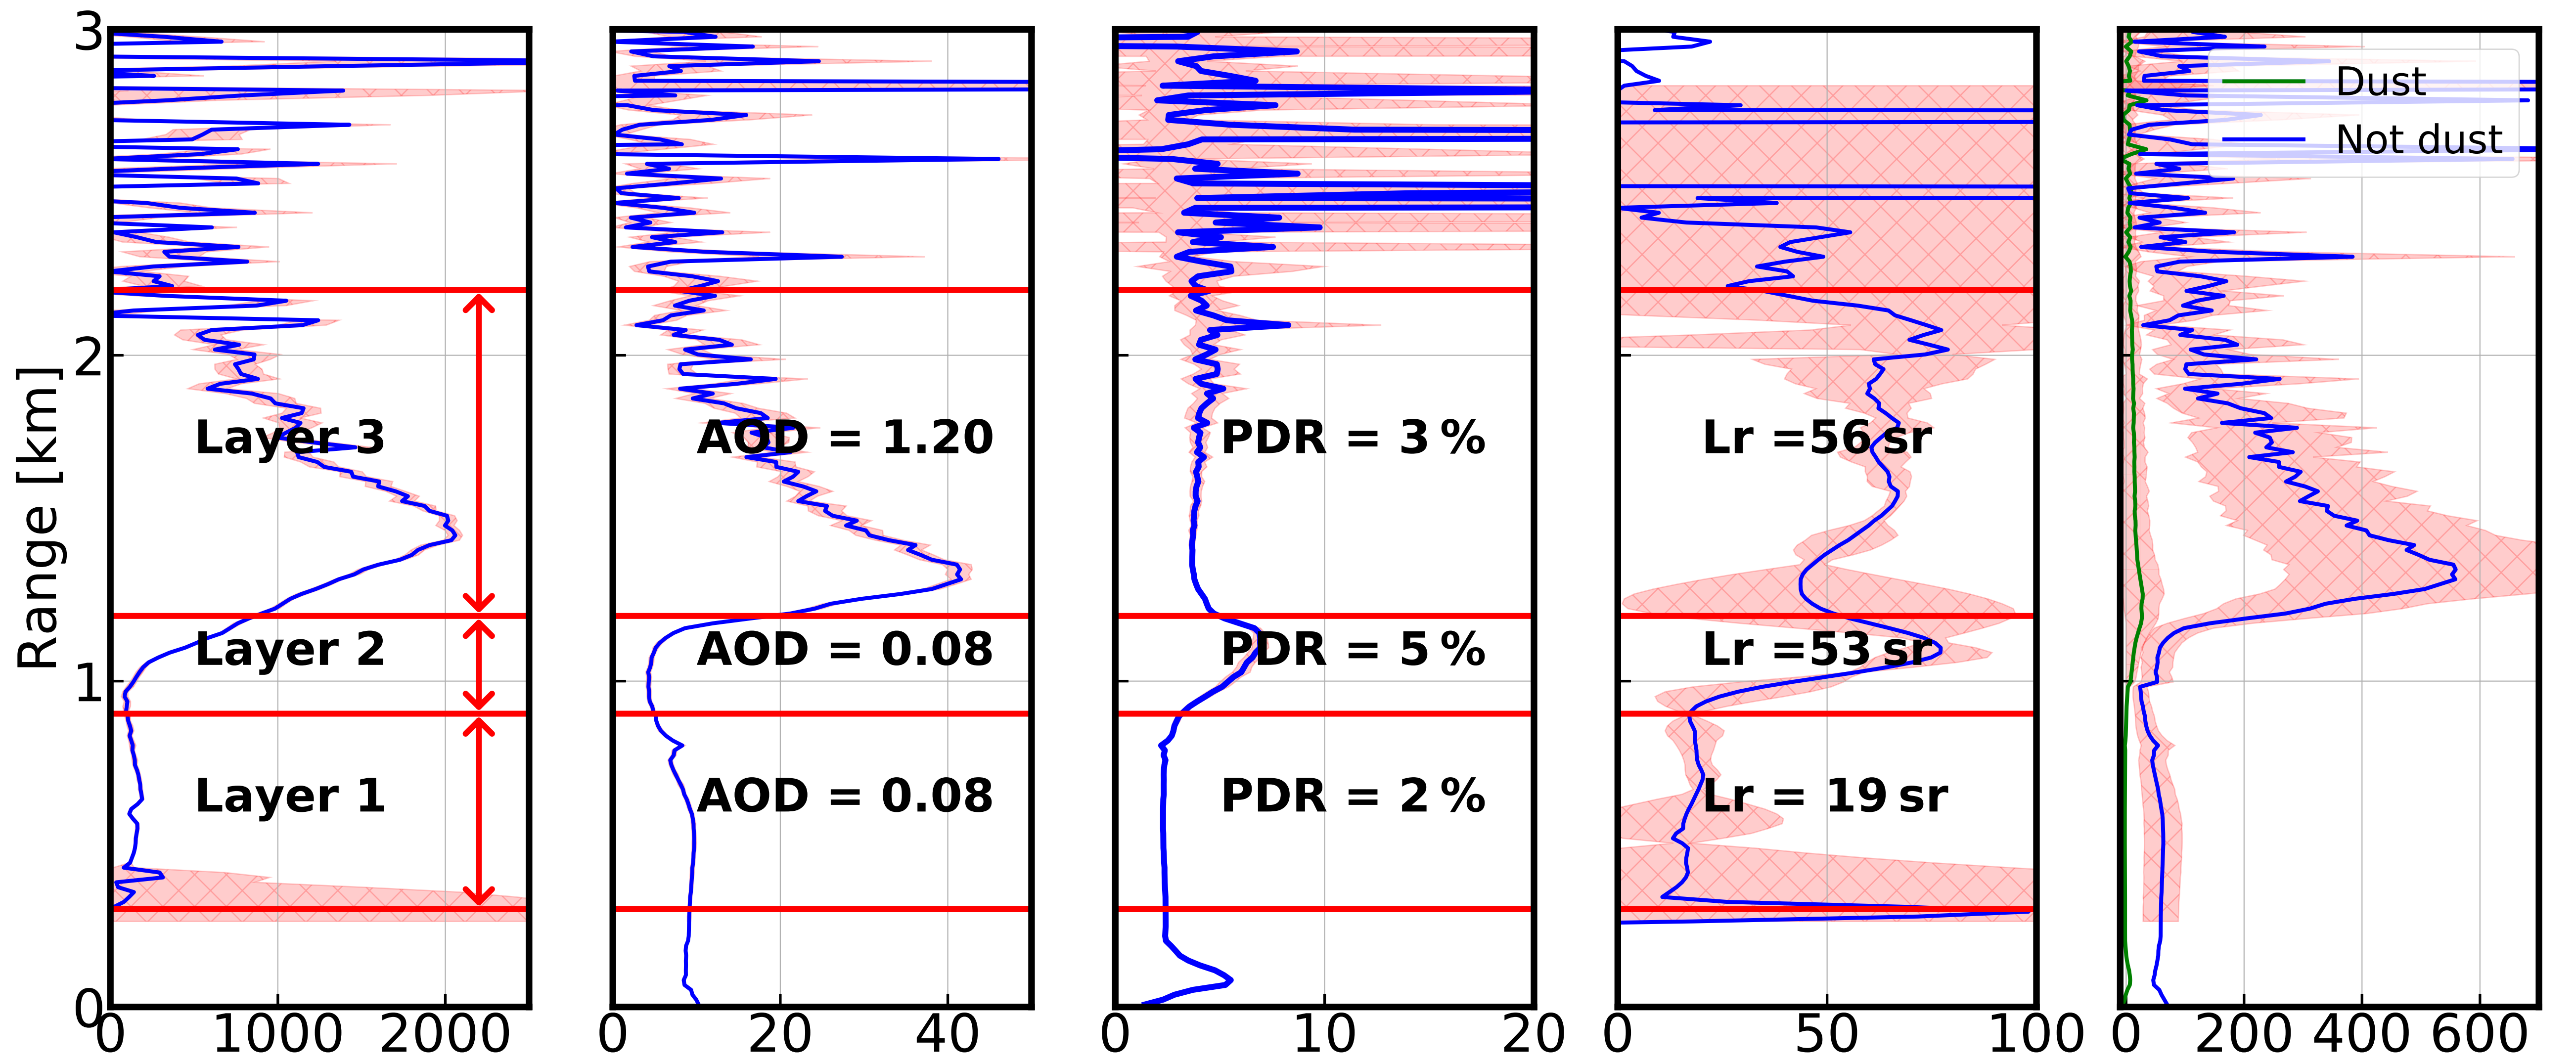 Range [km]
3
2
1
0
Layer 3
Layer 2
Layer 1
0 1000 2000
AOD = 1.20
AOD = 0.08
AOD = 0.08
0 20 40
PDR = 3 %
PDR = 5 %
PDR = 2 %
0 10 20
Lr =56 sr
Lr =53 sr
Lr = 19 sr
0 50 100
Dust
Not dust
0 200 400 600